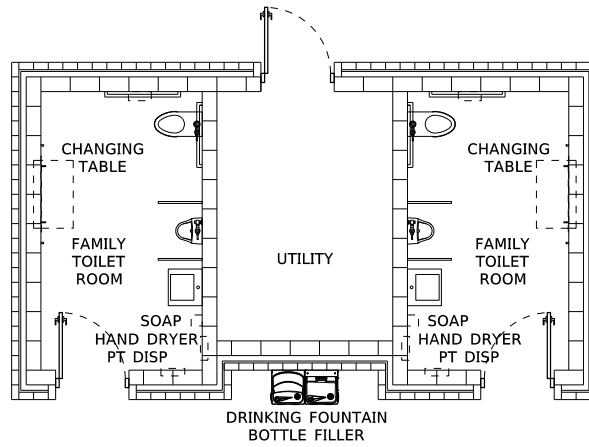 CHANGING
TABLE
CHANGING
TABLE
FAMILY
TOILET
ROOM
UTILITY
FAMILY
TOILET
ROOM
SOAP
HAND DRYER
PT DISP
SOAP
HAND DRYER
PT DISP
DRINKING FOUNTAIN
BOTTLE FILLER